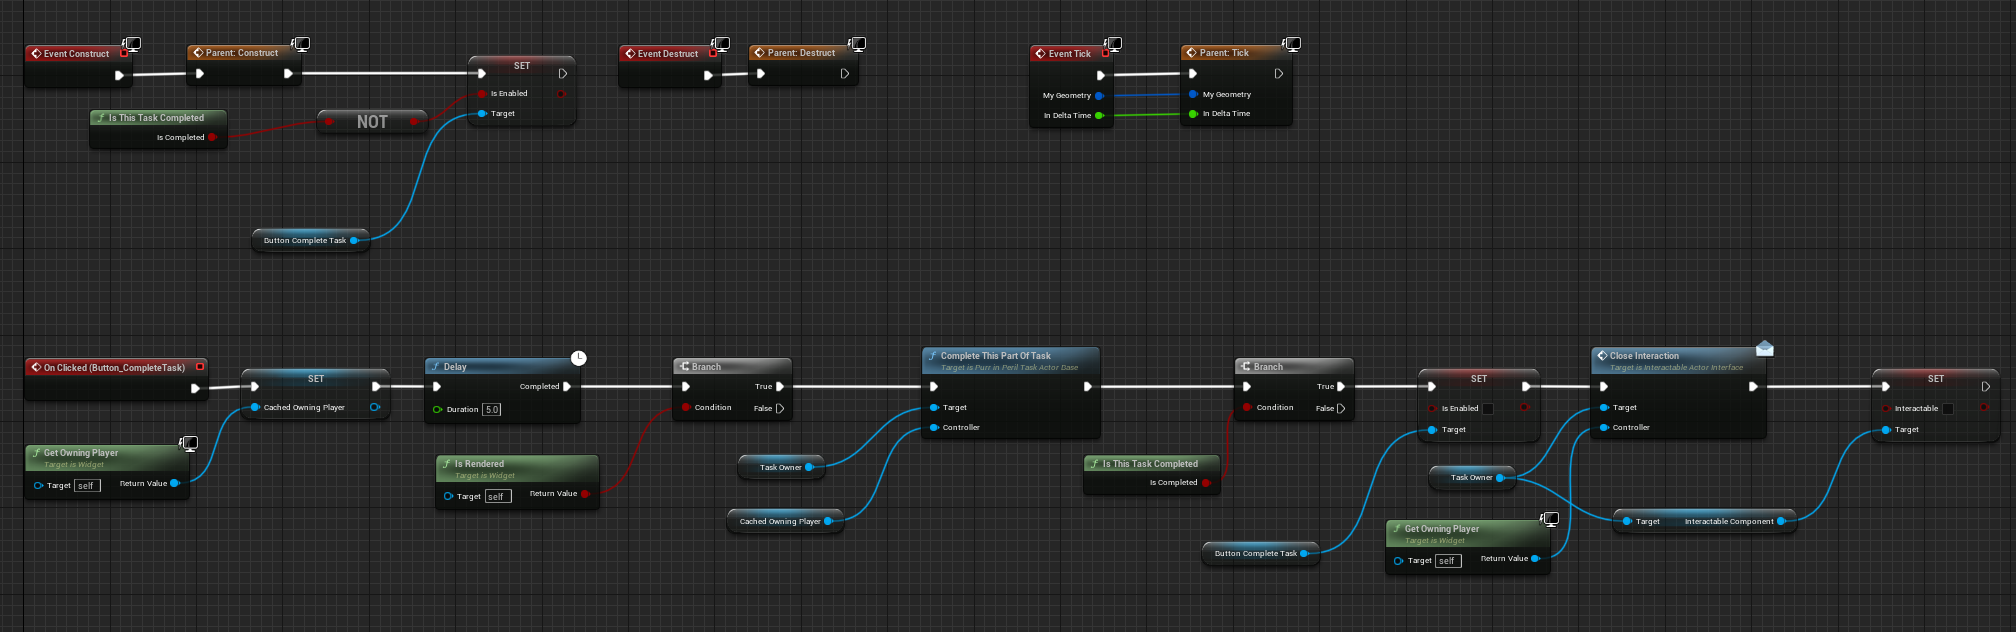 Event Construct
Parent: Construct
SET
Is Enabled
Target
Is This Task Completed
Is Completed
NOT
Button Complete Task
Event Destruct
Parent: Destruct
Event Tick
My Geometry
In Delta Time
Parent: Tick
My Geometry
In Delta Time
On Clicked (Button_CompleteTask)
SET
Cached Owning Player
Get Owning Player
Target is Widget
Target self
Return Value
Delay
Completed
Duration 5.0
Is Rendered
Target is Widget
Target self
Return Value
Branch
True
Condition
False
Task Owner
Cached Owning Player
Complete This Part Of Task
Target is Purr in Peril Task Actor Base
Target
Controller
Is This Task Completed
Is Completed
Branch
True
Condition
False
Button Complete Task
SET
Is Enabled
Target
Task Owner
Get Owning Player
Target is Widget
Target self
Return Value
Close Interaction
Target is Interactable Actor Interface
Target
Controller
Target
Interactable Component
SET
Interactable
Target